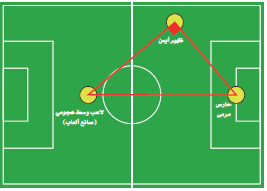 ظهير أيمن
لاعب وسط هجومي
(صانع ألعاب)
حارس
مرمى